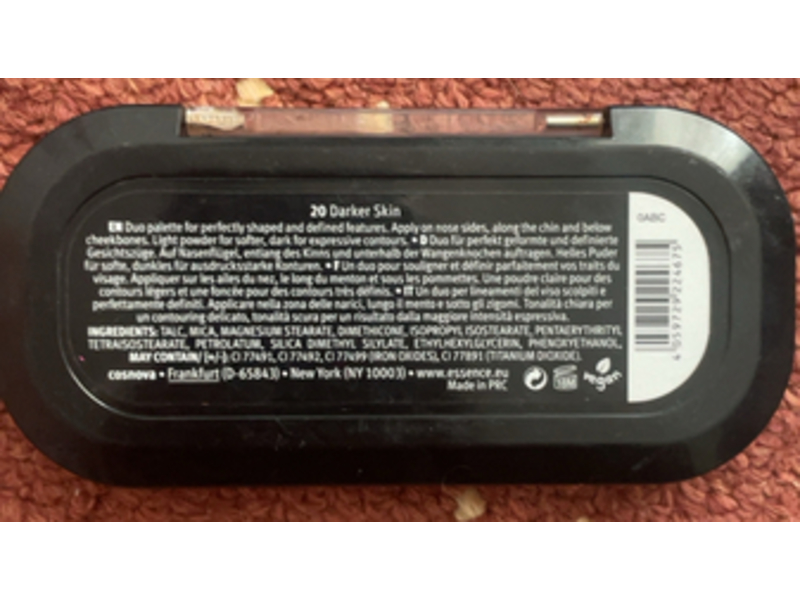 20 Darker Skin
EN Duo palette for perfectly shaped and defined features. Apply on nose sides, along the chin and below
cheekbones. Light powder for softer, dark for expressive contours. • D Duo für perfekt geformte und definierte
Gesichtszüge. Auf Nasenflügel, entlang des Kinns und unterhalb der Wangenknochen auftragen. Helles Puder
für softe, dunkles für ausdrucksstarke Konturen. • F Un duo pour souligner et définir parfaitement vos traits du
visage. Appliquer sur les ailes du nez, le long du menton et sous les pommettes. Une poudre claire pour des
contours légers et une foncée pour des contours très définis. • IT Un duo per lineamenti del viso scolpiti e
perfettamente definiti. Applicare nella zona delle narici, lungo il mento e sotto gli zigomi. Tonalità chiara per
un contouring delicato, tonalità scura per un risultato dalla maggiore intensità espressiva.
INGREDIENTS: TALC, MICA, MAGNESIUM STEARATE, DIMETHICONE, ISOPROPYL ISOSTEARATE, PENTAERYTHRITYL
TETRAISOSTEARATE, PETROLATUM, SILICA DIMETHYL SILYLATE, ETHYLHEXYLGLYCERIN, PHENOXYETHANOL,
MAY CONTAIN / [+/-]: CI 77491, CI 77492, CI 77499 (IRON OXIDES), CI 77891 (TITANIUM DIOXIDE).
cosnova • Frankfurt (D-65843) • New York (NY 10003) • www.essence.eu
Made in PRC
18M
vegan
0ABC
4 059729 224675